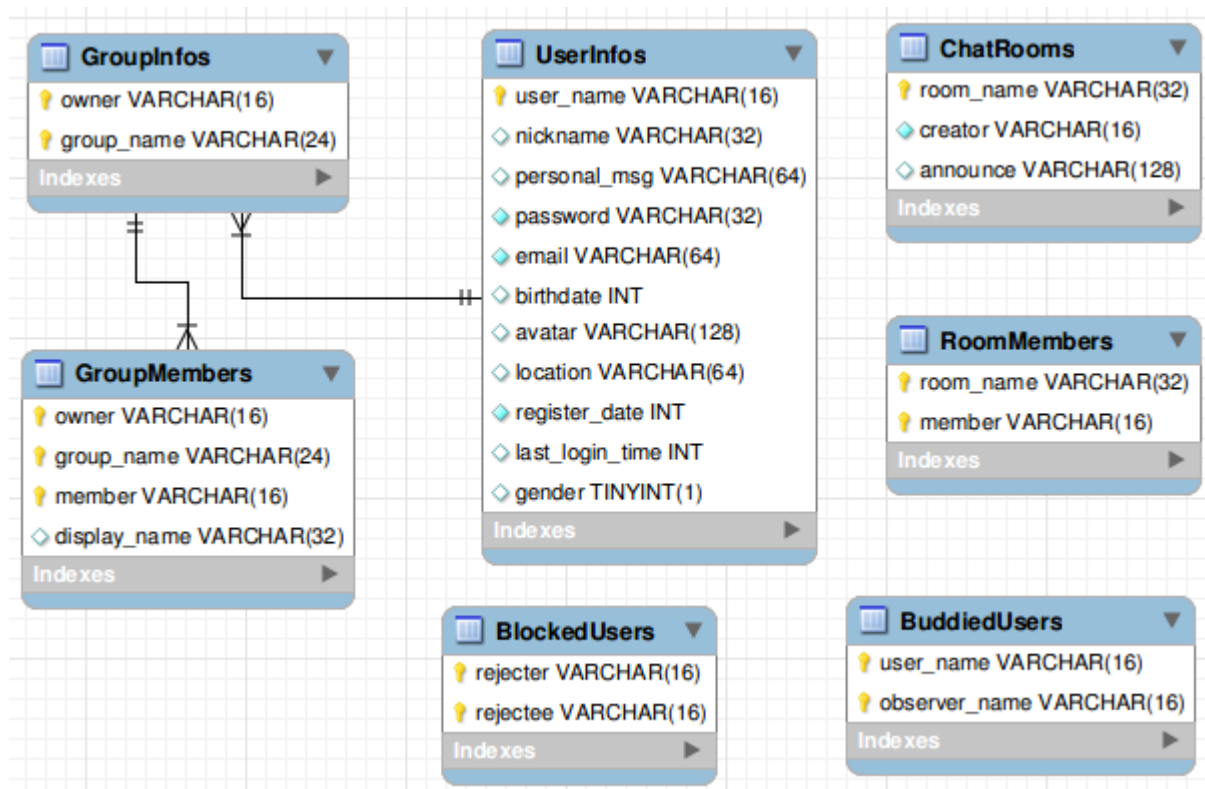 GroupInfos
owner VARCHAR(16)
group_name VARCHAR(24)
Indexes
UserInfos
user_name VARCHAR(16)
nickname VARCHAR(32)
personal_msg VARCHAR(64)
password VARCHAR(32)
email VARCHAR(64)
birthdate INT
avatar VARCHAR(128)
location VARCHAR(64)
register_date INT
last_login_time INT
gender TINYINT(1)
Indexes
ChatRooms
room_name VARCHAR(32)
creator VARCHAR(16)
announce VARCHAR(128)
Indexes
GroupMembers
owner VARCHAR(16)
group_name VARCHAR(24)
member VARCHAR(16)
display_name VARCHAR(32)
Indexes
RoomMembers
room_name VARCHAR(32)
member VARCHAR(16)
Indexes
BlockedUsers
rejecter VARCHAR(16)
rejectee VARCHAR(16)
Indexes
BuddiedUsers
user_name VARCHAR(16)
observer_name VARCHAR(16)
Indexes